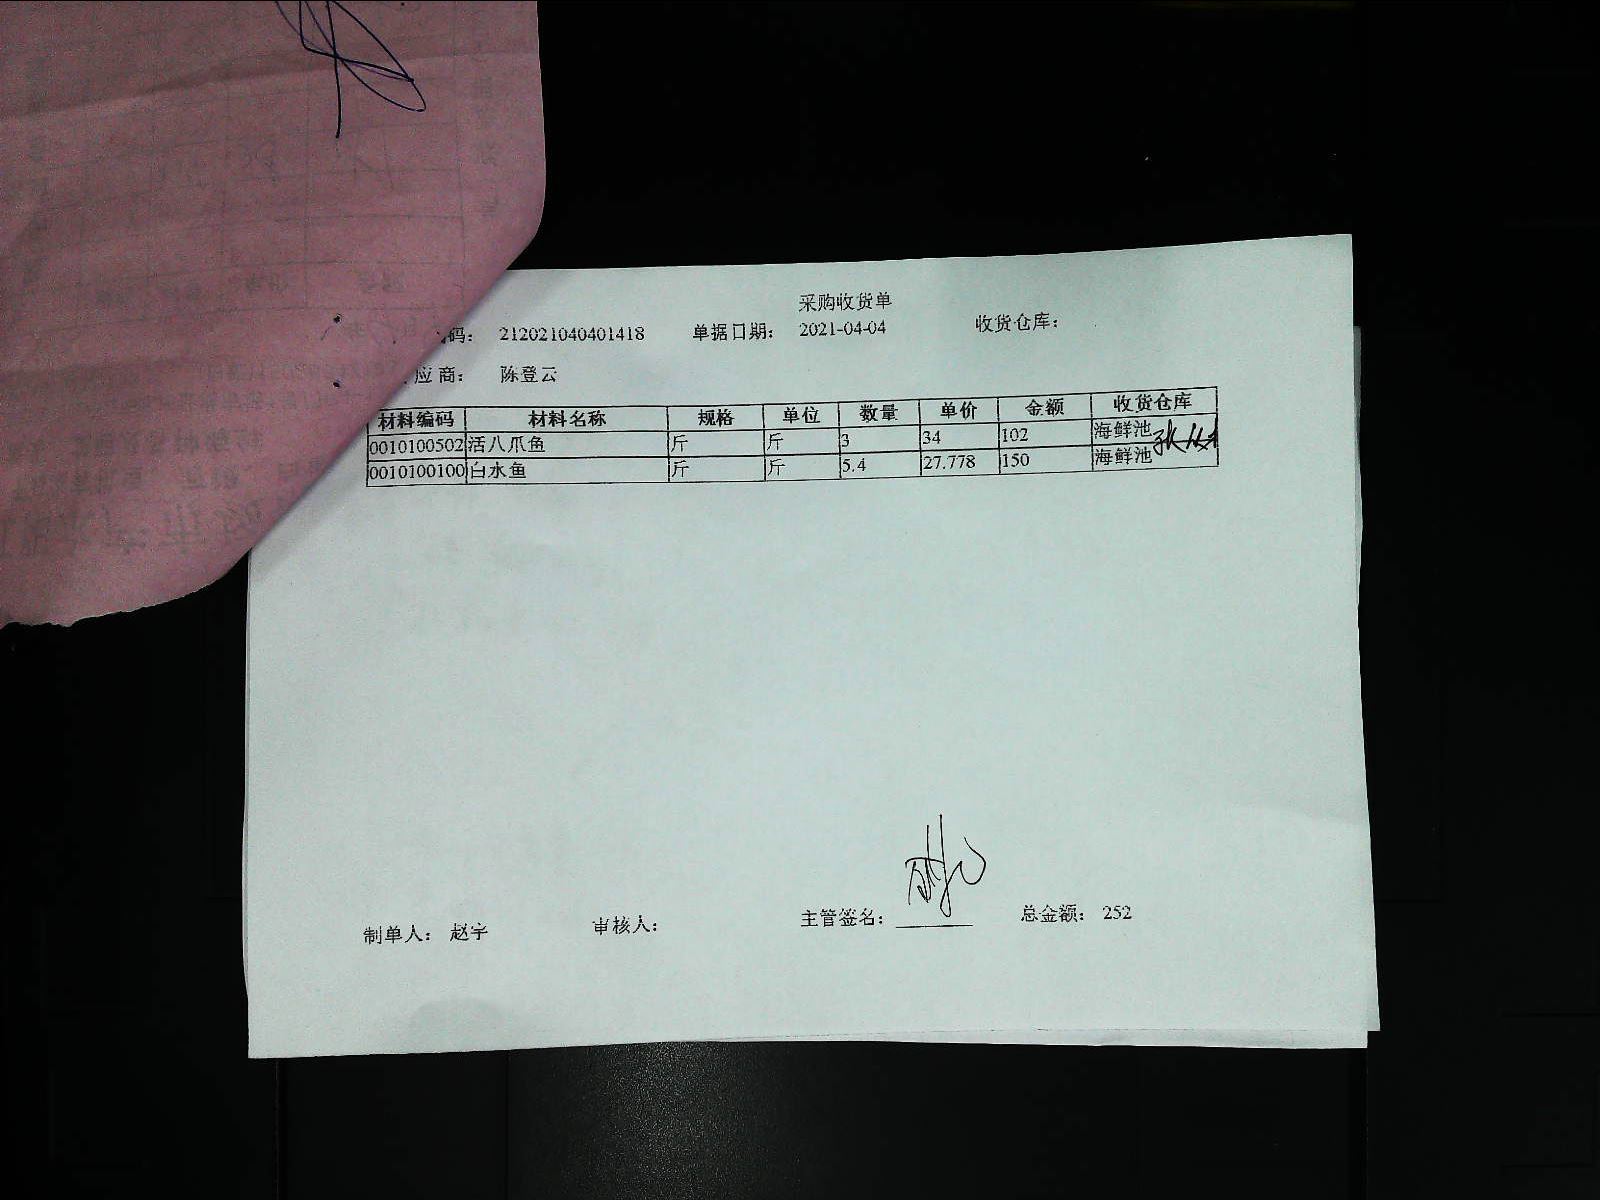 采购收货单
码： 212021040401418 单据日期： 2021-04-04 收货仓库：
应商： 陈登云
材料编码 材料名称 规格 单位 数量 单价 金额 收货仓库
0010100502 活八爪鱼 斤 斤 3 34 102 海鲜池
0010100100 白水鱼 斤 斤 5.4 27.778 150 海鲜池
制单人： 赵宇 审核人： 主管签名： 总金额： 252